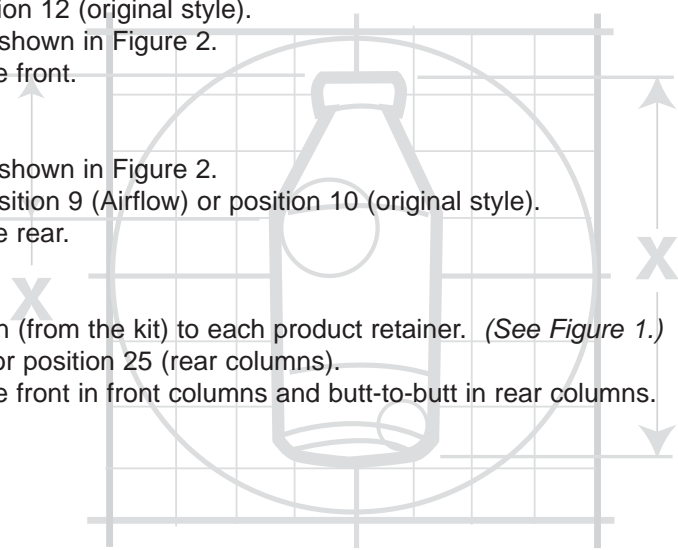 ion 12 (original style).
shown in Figure 2.
e front.
shown in Figure 2.
sition 9 (Airflow) or position 10 (original style).
e rear.
X
X
n (from the kit) to each product retainer. (See Figure 1.)
or position 25 (rear columns).
e front in front columns and butt-to-butt in rear columns.